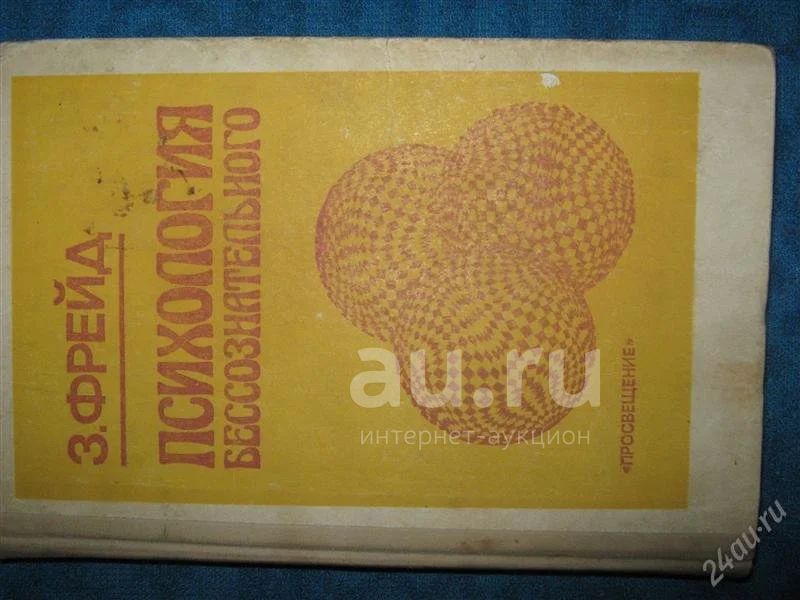 З. ФРЕЙД
ПСИХОЛОГИЯ
БЕССОЗНАТЕЛЬНОГО
«ПРОСВЕЩЕНИЕ»
au.ru
интернет-аукцион
24au.ru